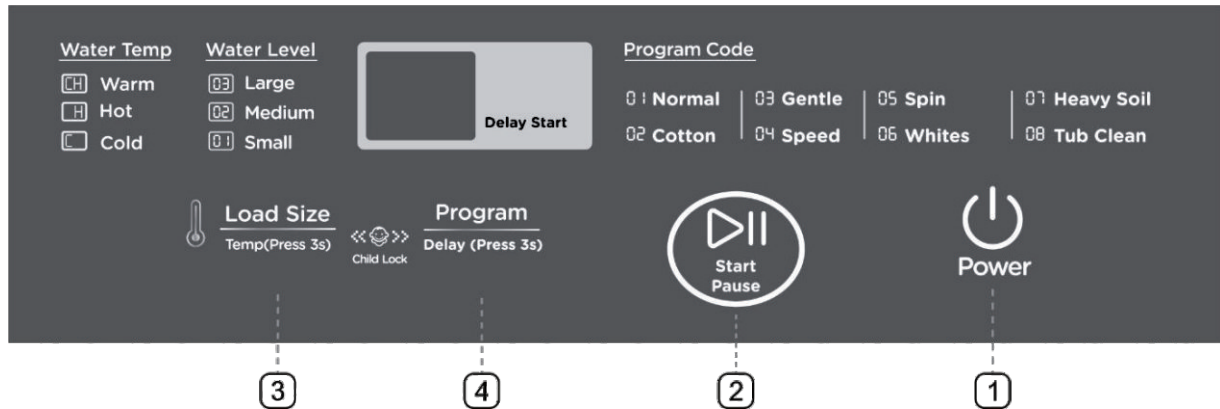 Water Temp
CH Warm
H Hot
C Cold
Water Level
03 Large
02 Medium
01 Small
Delay Start
Program Code
01 Normal
02 Cotton
03 Gentle
04 Speed
05 Spin
06 Whites
07 Heavy Soil
08 Tub Clean
Load Size
Temp(Press 3s)
Child Lock
Program
Delay (Press 3s)
Start
Pause
Power
3
4
2
1